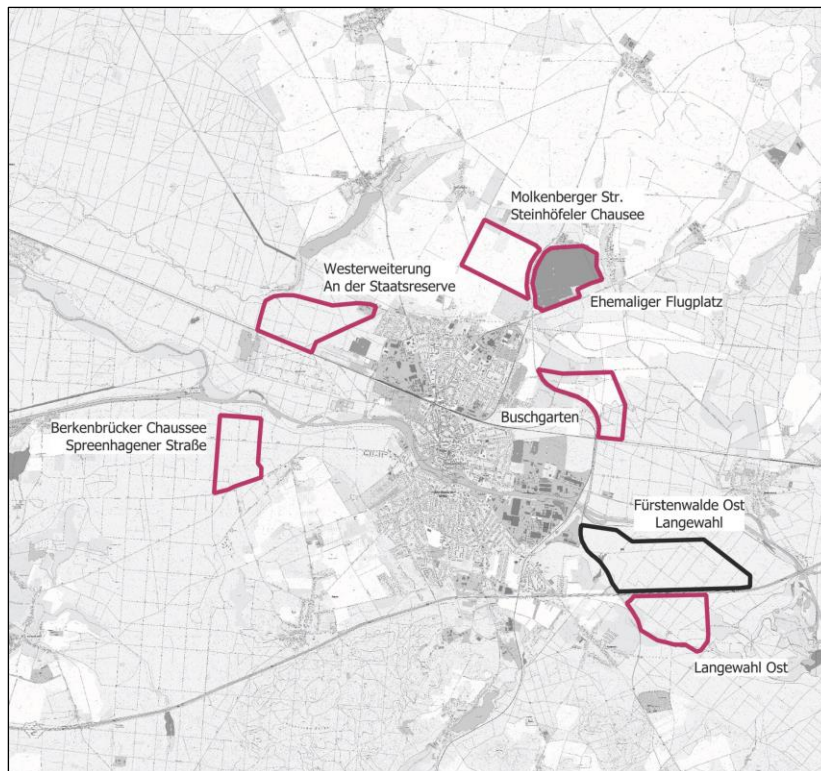 Molkenberger Str.
Steinhöfeler Chausee
Westerweiterung
An der Staatsreserve
Ehemaliger Flugplatz
Buschgarten
Berkenbrücker Chaussee
Spreenhagener Straße
Fürstenwalde Ost
Langewahl
Langewahl Ost